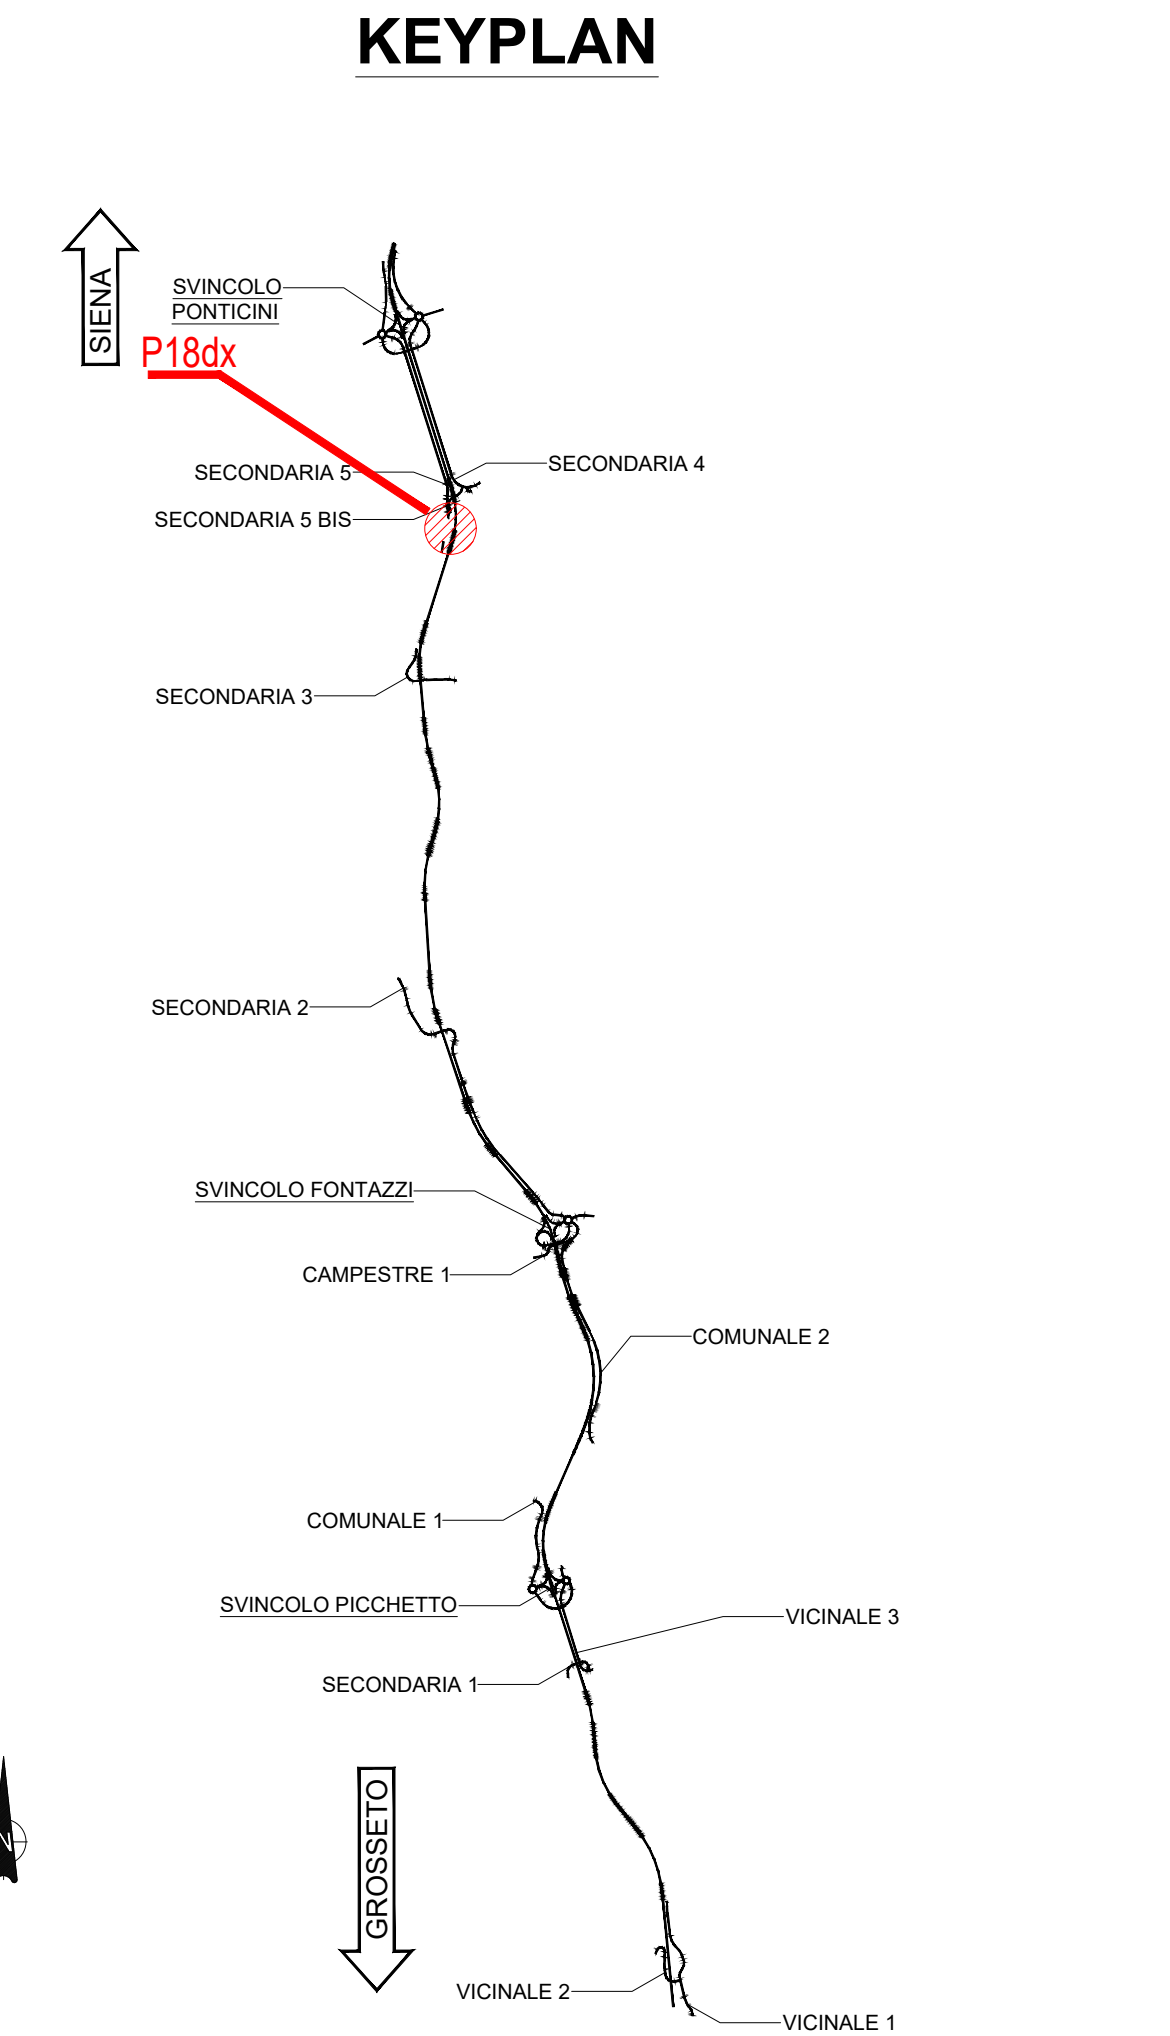 KEYPLAN
SIENA
SVINCOLO
PONTICINI
P18dx
SECONDARIA 4
SECONDARIA 5
SECONDARIA 5 BIS
SECONDARIA 3
SECONDARIA 2
SVINCOLO FONTAZZI
CAMPESTRE 1
COMUNALE 2
COMUNALE 1
SVINCOLO PICCHETTO
VICINALE 3
SECONDARIA 1
GROSSETO
N
VICINALE 2
VICINALE 1